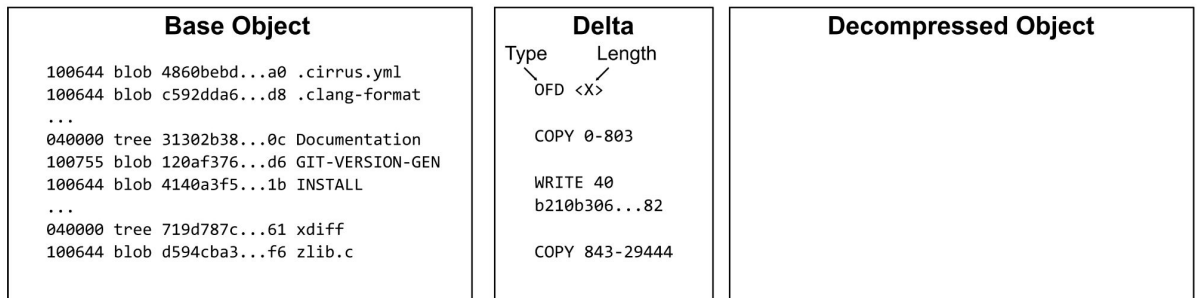 Base Object
100644 blob 4860bebd...a0 .cirrus.yml
100644 blob c592dda6...d8 .clang-format
...
040000 tree 31302b38...0c Documentation
100755 blob 120af376...d6 GIT-VERSION-GEN
100644 blob 4140a3f5...1b INSTALL
...
040000 tree 719d787c...61 xdiff
100644 blob d594cba3...f6 zlib.c
Delta
Type Length
OFD <X>
COPY 0-803
WRITE 40
b210b306...82
COPY 843-29444
Decompressed Object